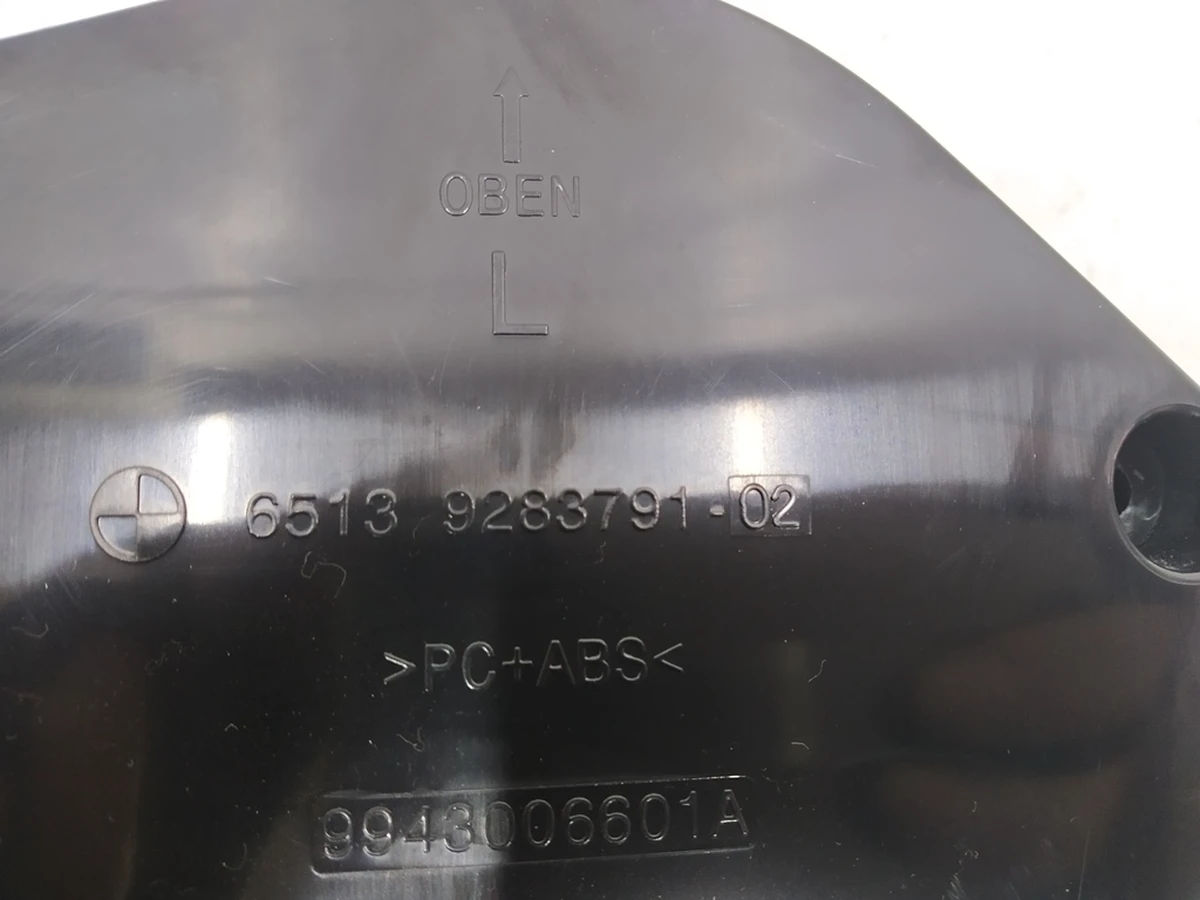 OBEN
L
6513 9283791-02
>PC+ABS<
9943006601A